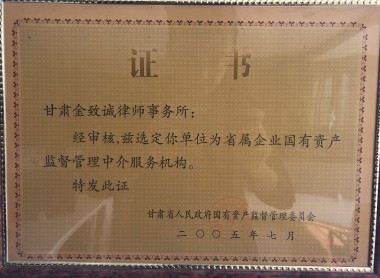 证 书
甘肃金致诚律师事务所：
经审核、兹选定你单位为省属企业国有资产
监督管理中介服务机构。
特发此证
甘肃省人民政府国有资产监督管理委员会
二〇〇五年七月